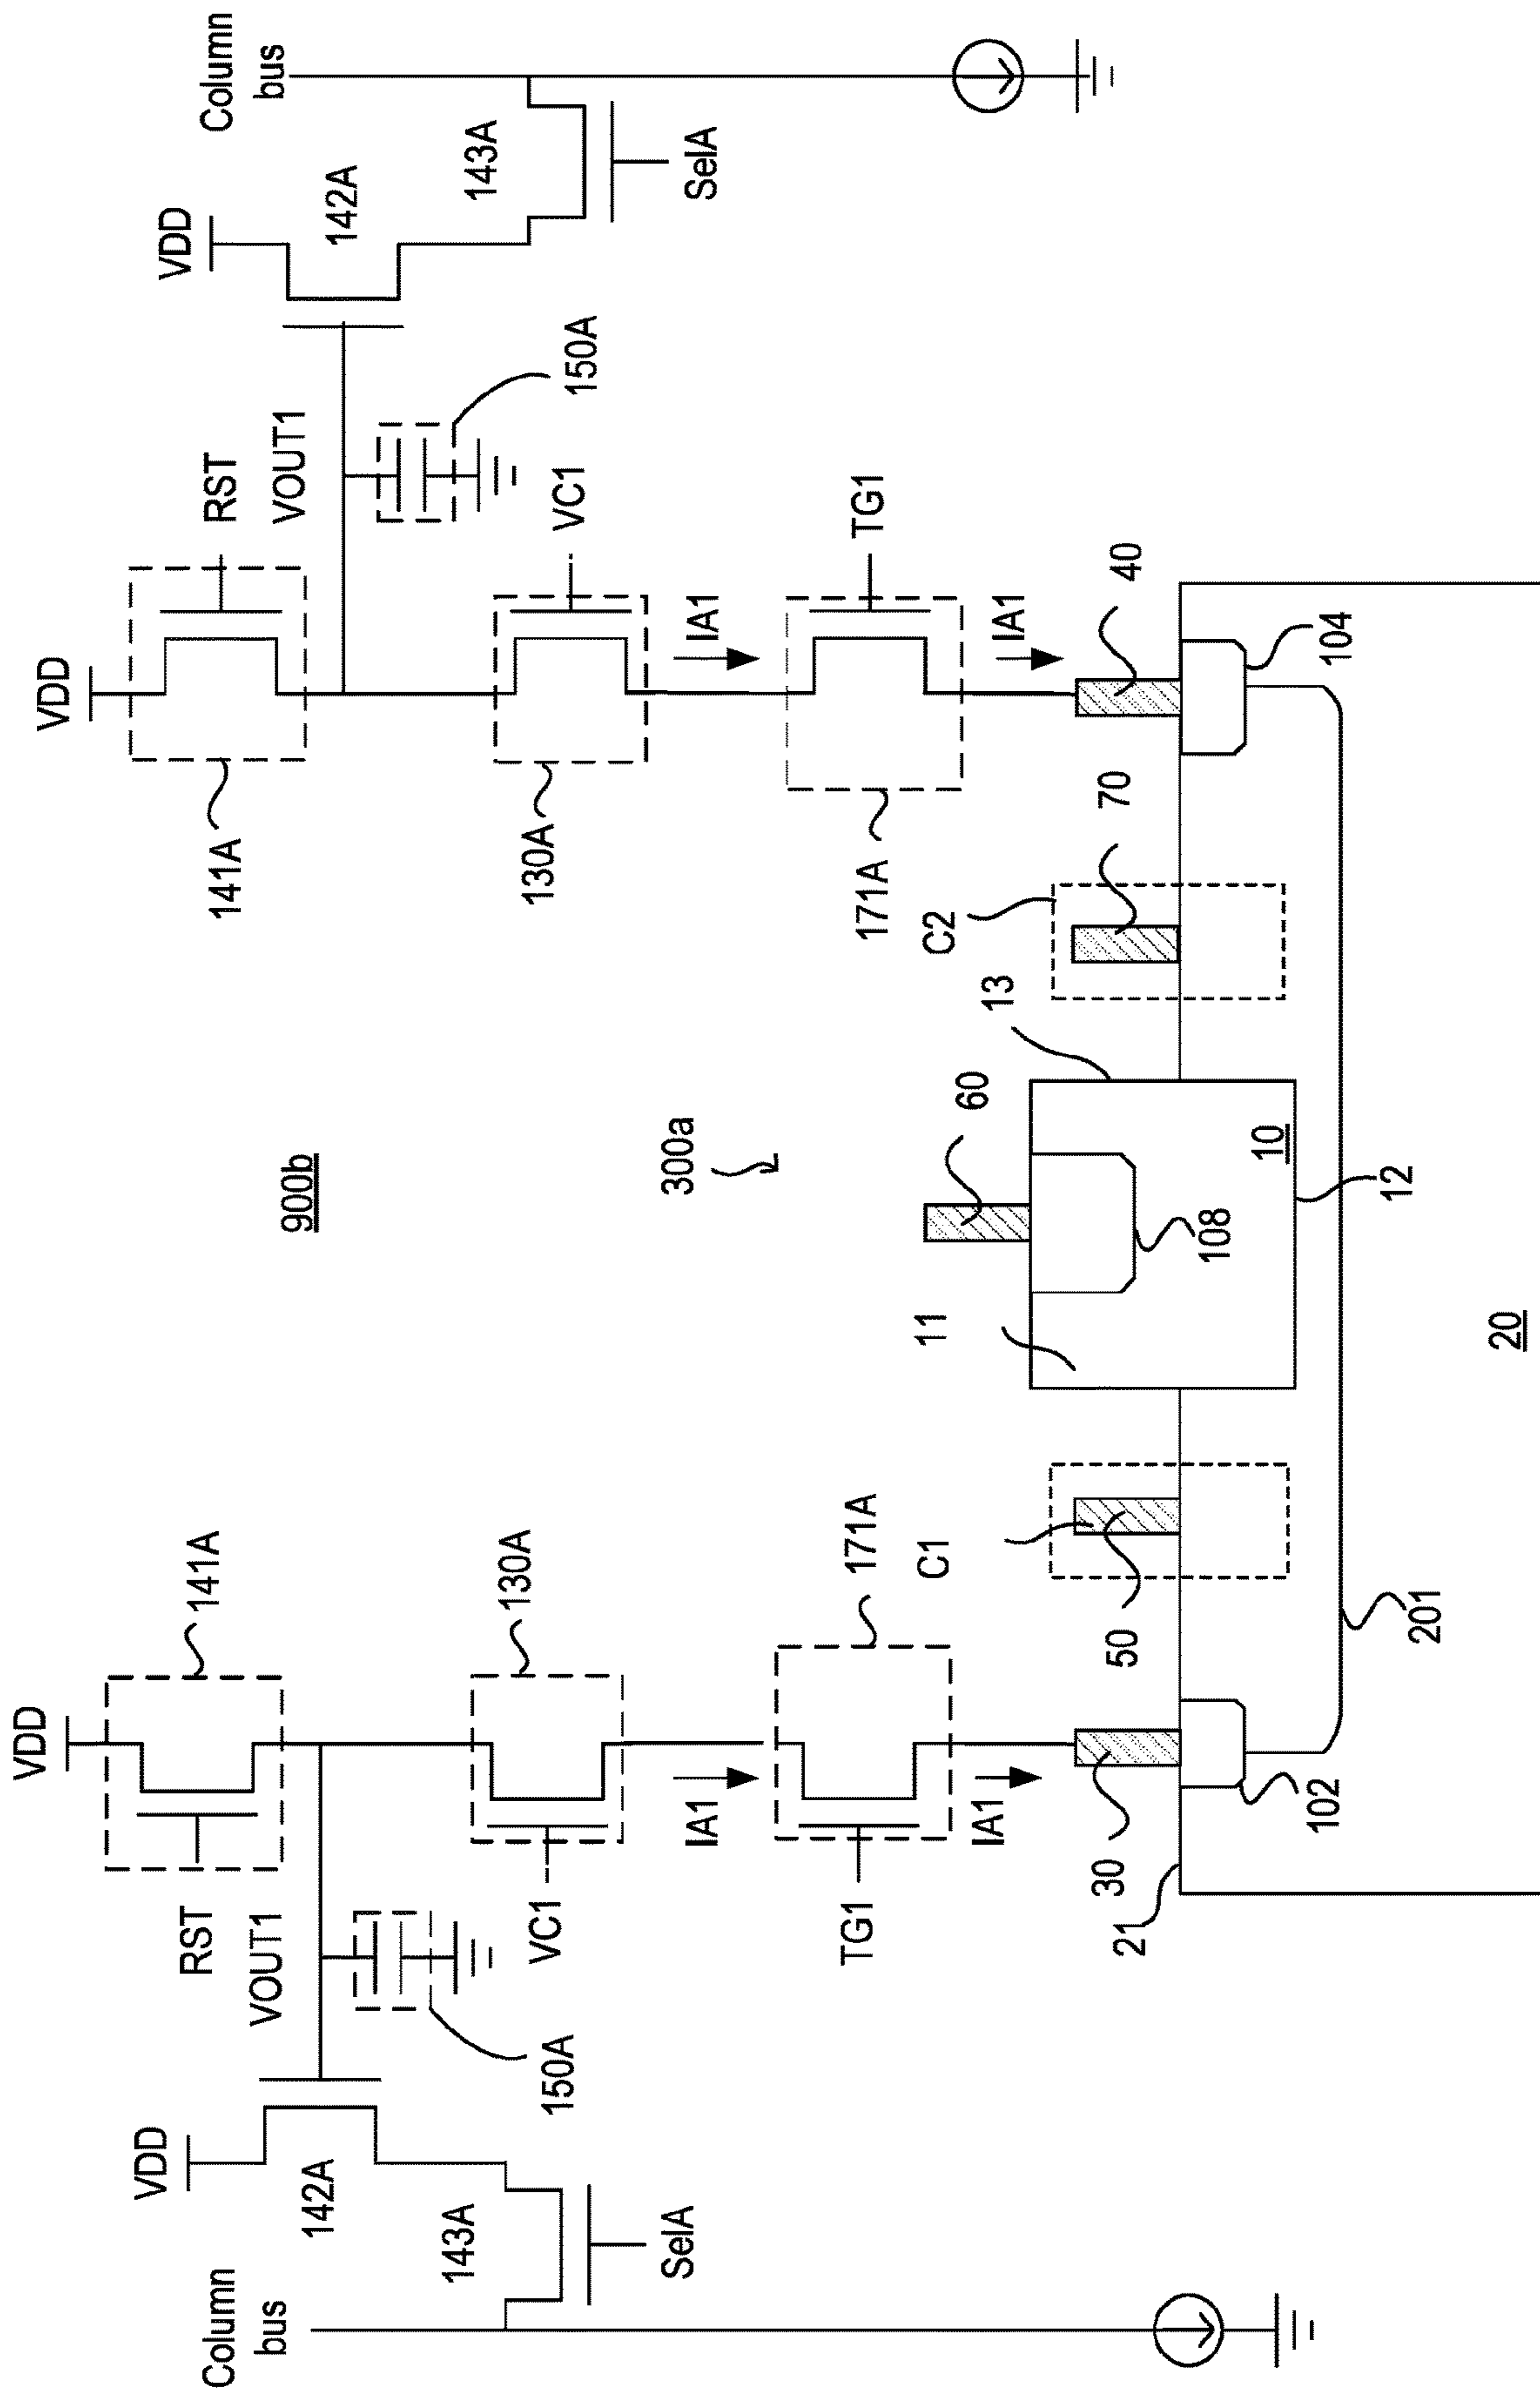 900b
300a
Column
bus
VDD
142A
143A
SelA
VDD
RST
VOUT1
141A
150A
VC1
130A
IA1
TG1
171A
IA1
30
21
102
C1
50
201
11
60
108
10
12
13
20
C2
70
40
104
VDD
141A
RST
VOUT1
150A
130A
VC1
IA1
171A
TG1
IA1
VDD
142A
143A
SelA
Column
bus